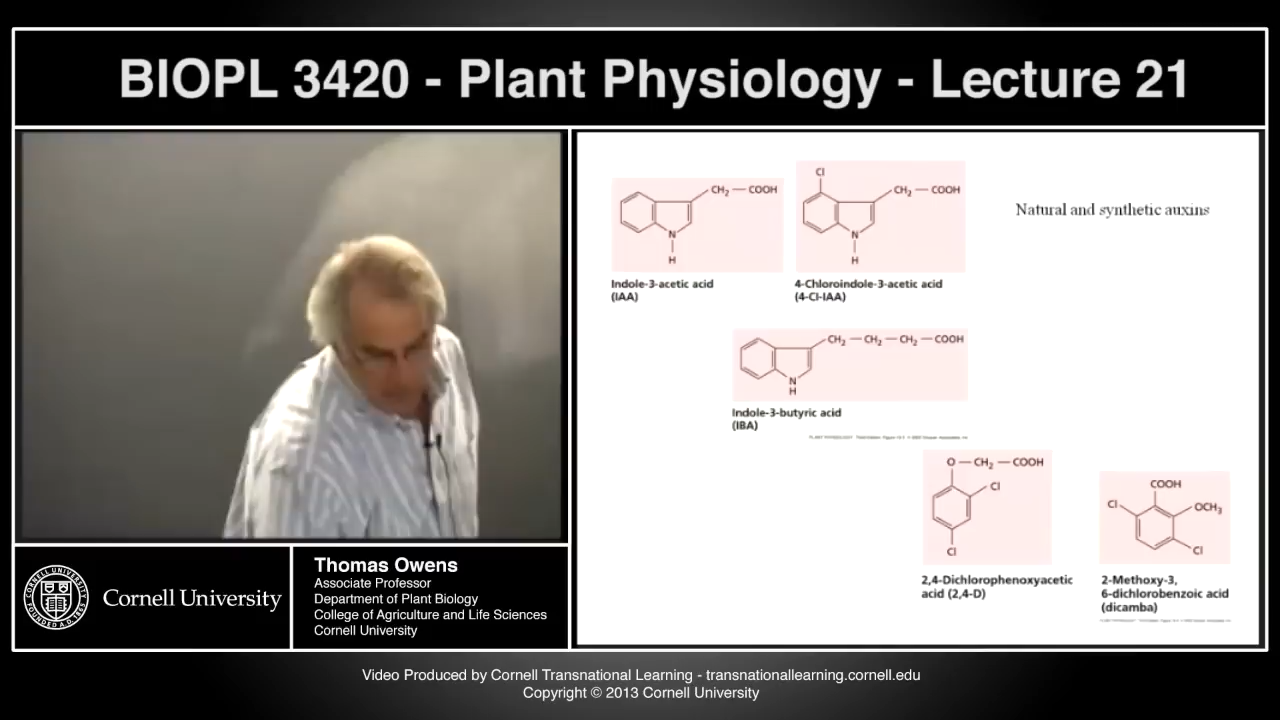 BIOPL 3420 - Plant Physiology - Lecture 21
CH2 — COOH
N
H
Indole-3-acetic acid
(IAA)
Cl
CH2 — COOH
N
H
4-Chloroindole-3-acetic acid
(4-Cl-IAA)
Natural and synthetic auxins
CH2 — CH2 — CH2 — COOH
N
H
Indole-3-butyric acid
(IBA)
O — CH2 — COOH
Cl
Cl
2,4-Dichlorophenoxyacetic
acid (2,4-D)
COOH
Cl
OCH3
Cl
2-Methoxy-3,
6-dichlorobenzoic acid
(dicamba)
Cornell University
Thomas Owens
Associate Professor
Department of Plant Biology
College of Agriculture and Life Sciences
Cornell University
Video Produced by Cornell Transnational Learning - transnationallearning.cornell.edu
Copyright © 2013 Cornell University